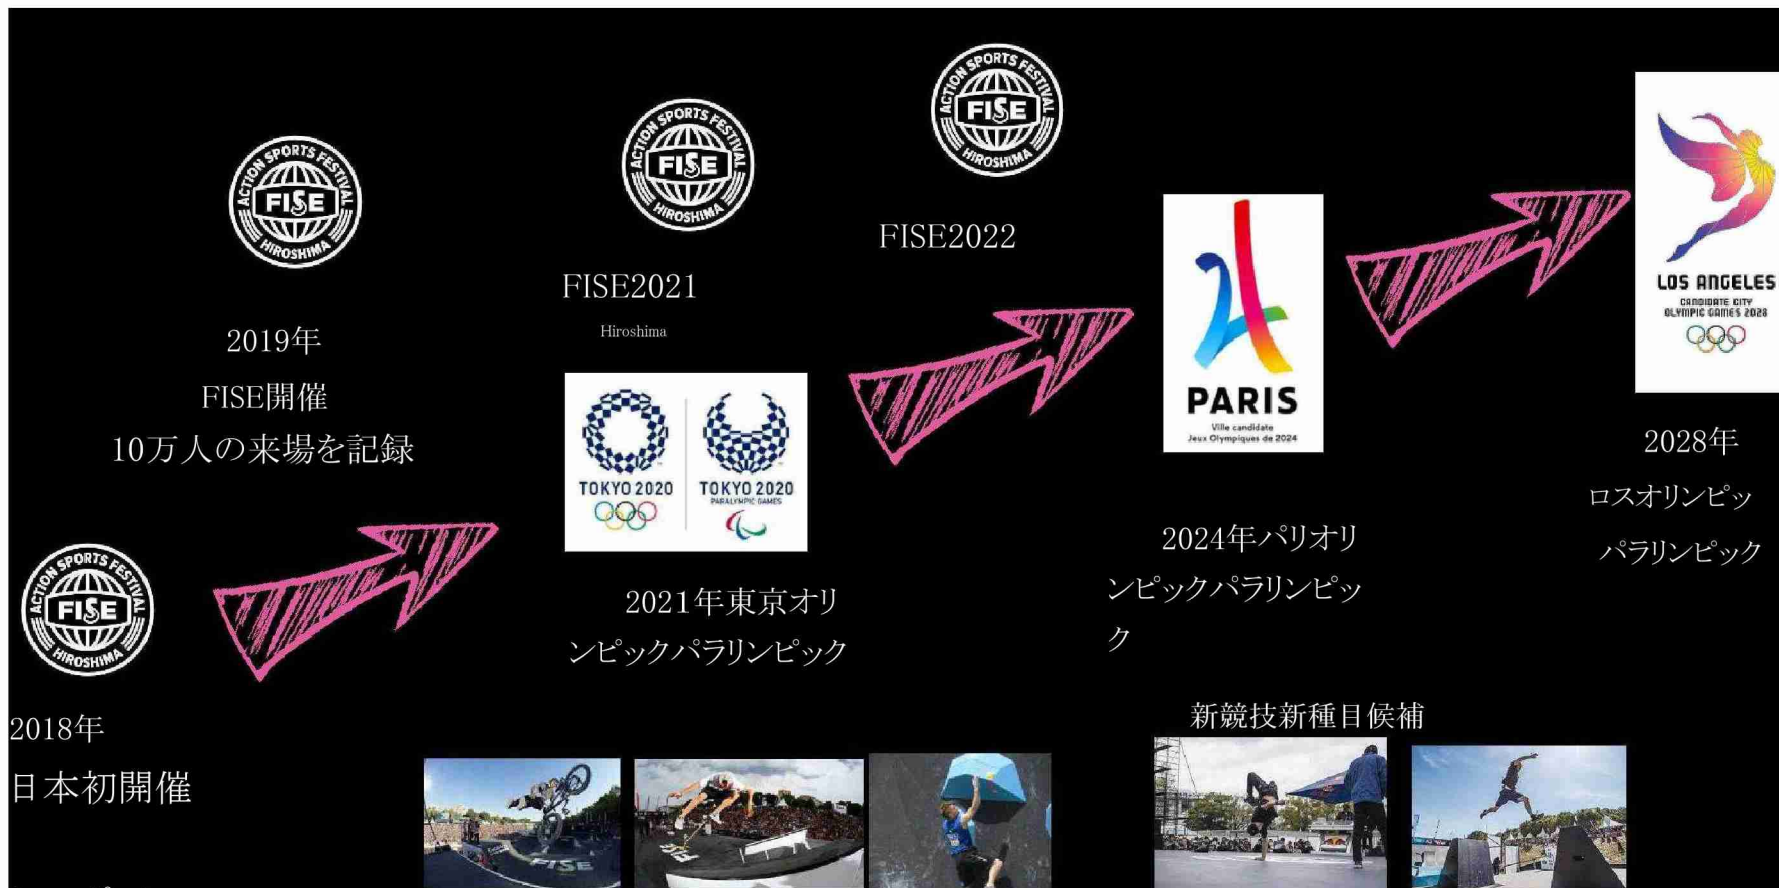 ACTION SPORTS FESTIVAL
FISE
HIROSHIMA
2018年
日本初開催
ACTION SPORTS FESTIVAL
FISE
HIROSHIMA
2019年
FISE開催
10万人の来場を記録
ACTION SPORTS FESTIVAL
FISE
HIROSHIMA
FISE2021
Hiroshima
TOKYO 2020
TOKYO 2020
PARALYMPIC GAMES
2021年東京オリ
ンピックパラリンピック
ACTION SPORTS FESTIVAL
FISE
HIROSHIMA
FISE2022
PARIS
Ville candidate
Jeux Olympiques de 2024
2024年パリオリ
ンピックパラリンピッ
ク
LOS ANGELES
CANDIDATE CITY
OLYMPIC GAMES 2028
2028年
ロスオリンピッ
パラリンピック
新競技新種目候補
FISE